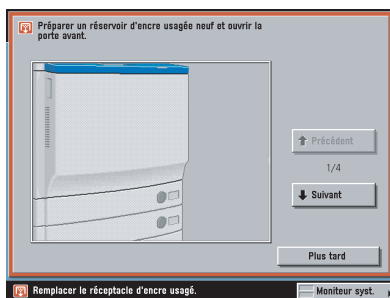 Préparer un réservoir d'encre usagée neuf et ouvrir la
porte avant.
Précédent
1/4
Suivant
Plus tard
Remplacer le réceptacle d'encre usagé.
Moniteur syst.